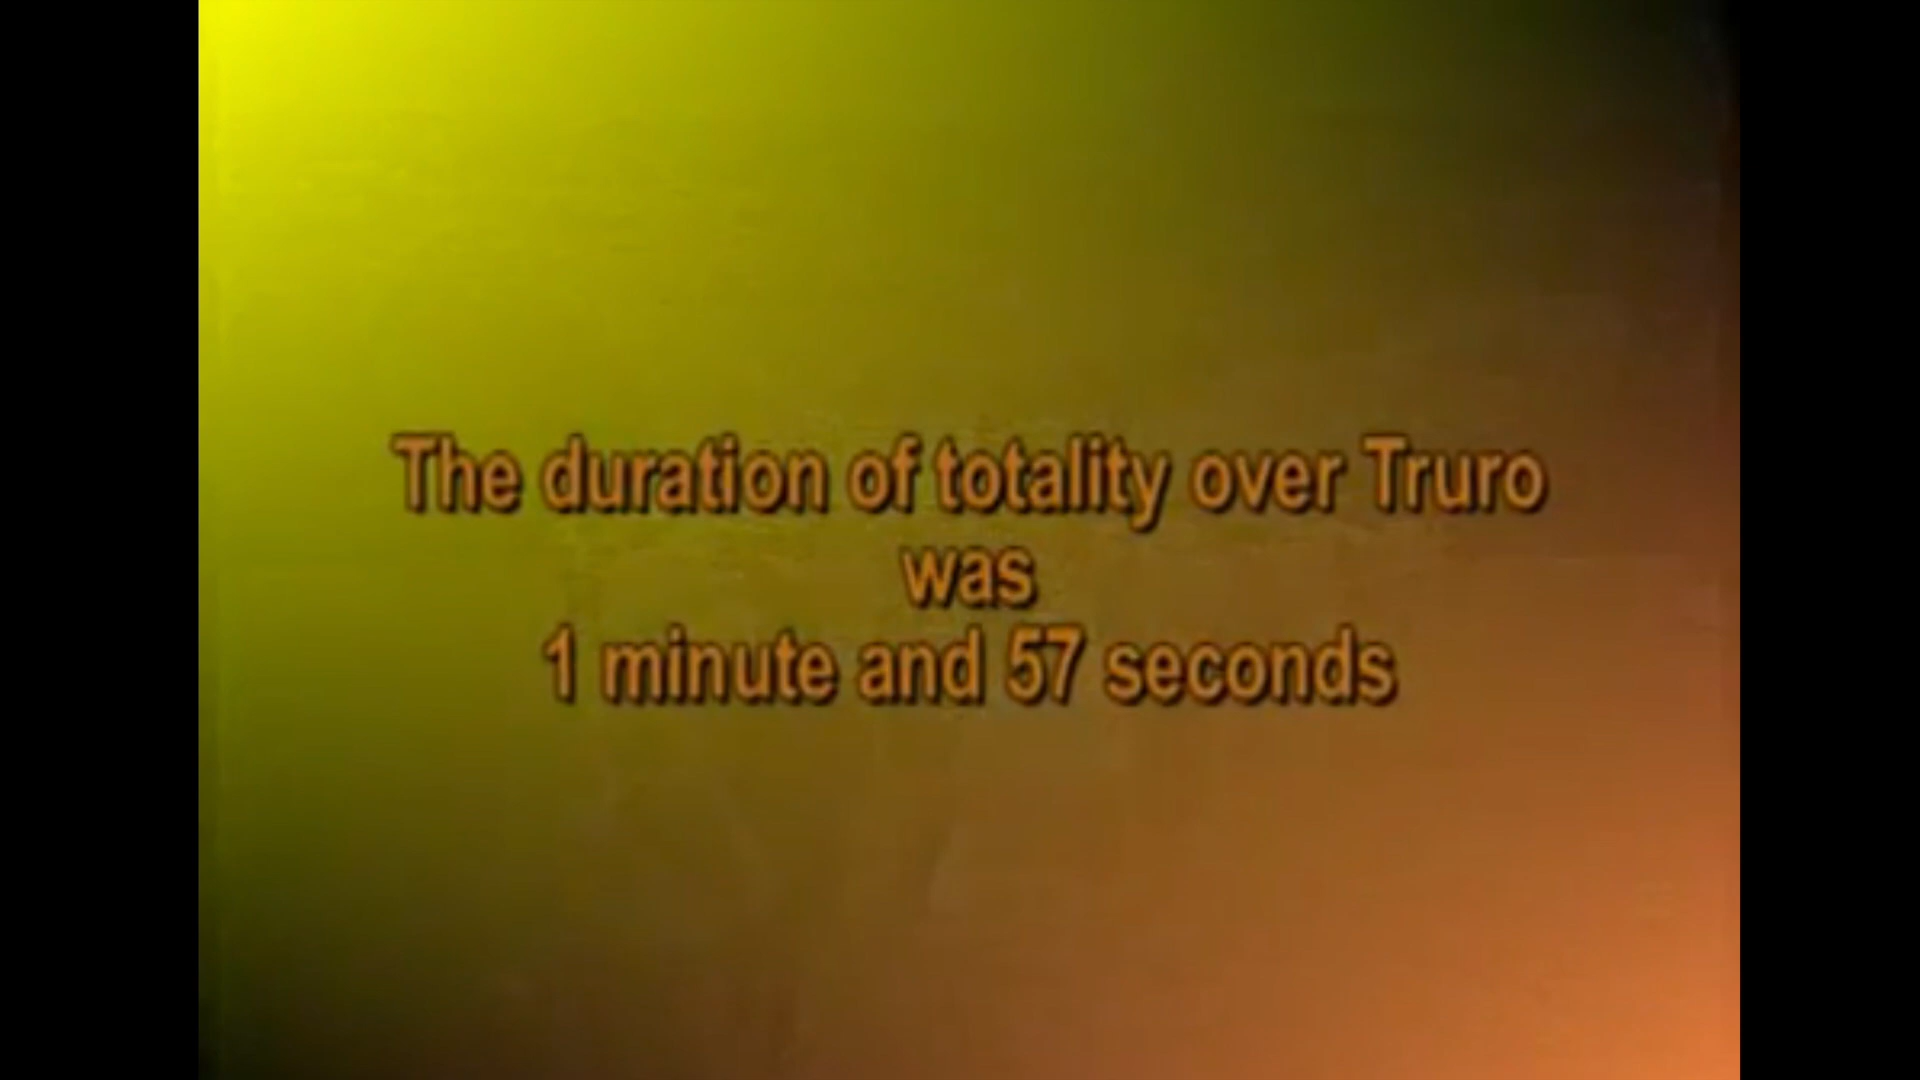 The duration of totality over Truro
was
1 minute and 57 seconds